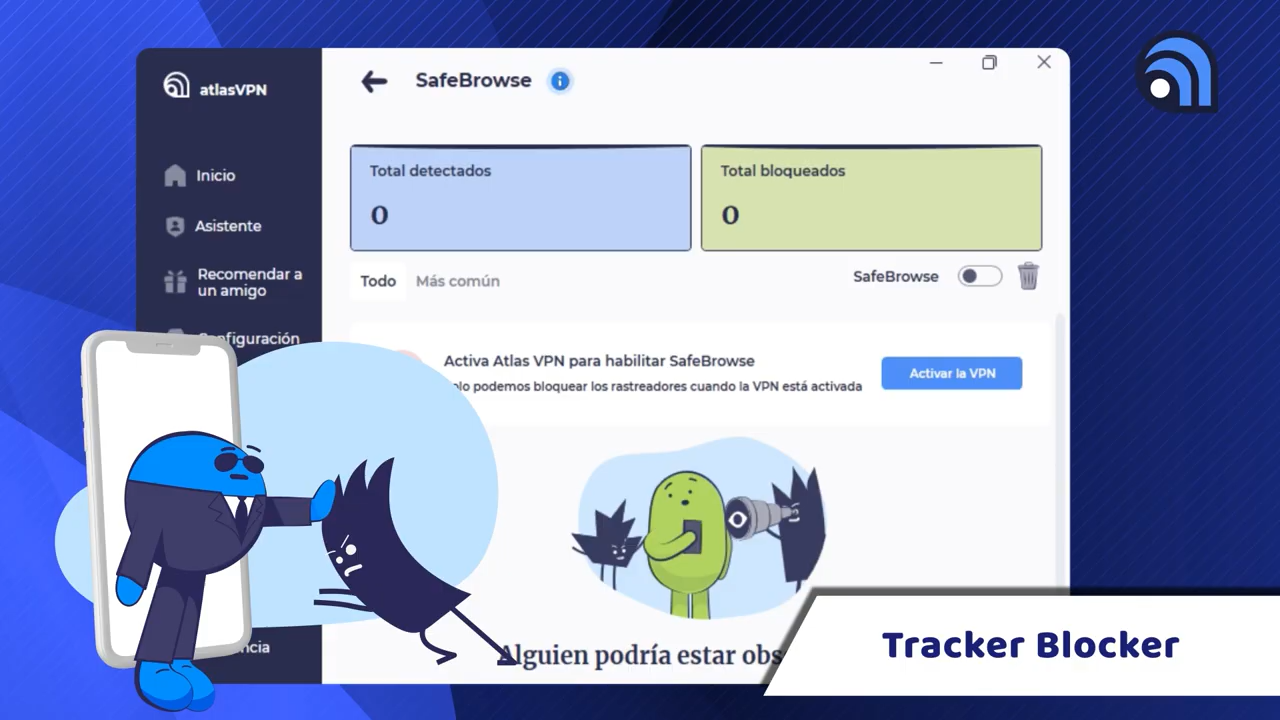 atlasVPN
SafeBrowse
Inicio
Asistente
Recomendar a
un amigo
Configuración
Total detectados
0
Total bloqueados
0
Todo
Más común
SafeBrowse
Activa Atlas VPN para habilitar SafeBrowse
podemos bloquear los rastreadores cuando la VPN está activada
Activar la VPN
Alguien podría estar obs
Tracker Blocker